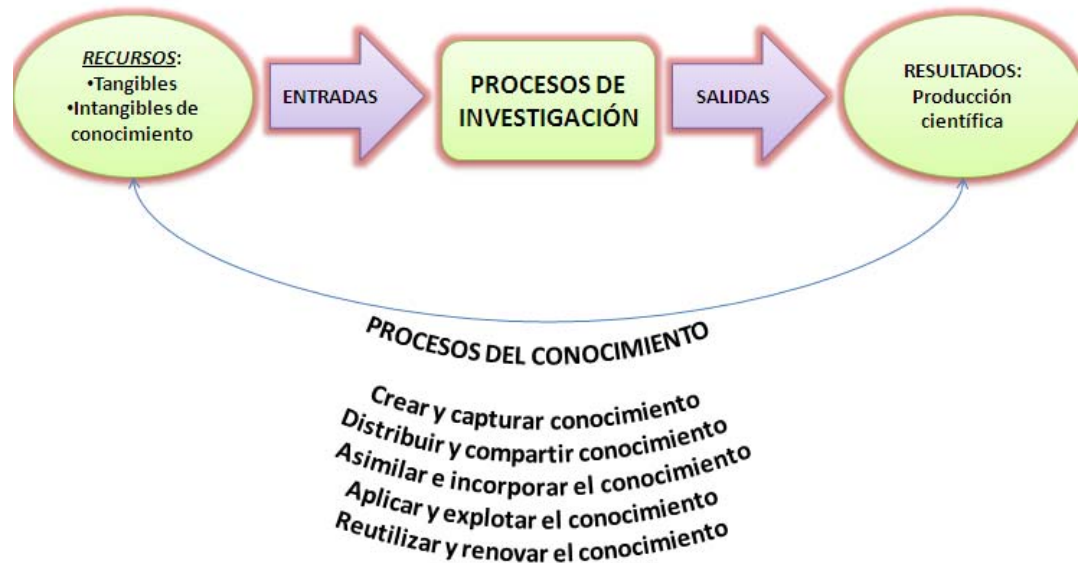 RECURSOS:
•Tangibles
•Intangibles de
conocimiento
ENTRADAS
PROCESOS DE
INVESTIGACIÓN
SALIDAS
RESULTADOS:
Producción
científica
PROCESOS DEL CONOCIMIENTO
Crear y capturar conocimiento
Distribuir y compartir conocimiento
Asimilar e incorporar el conocimiento
Aplicar y explotar el conocimiento
Reutilizar y renovar el conocimiento